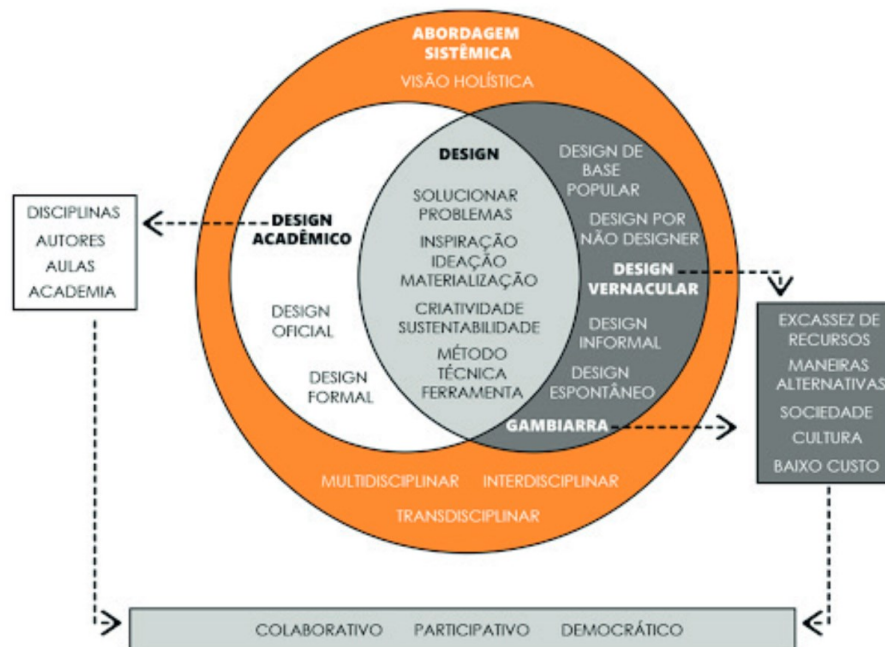 ABORDAGEM
SISTÊMICA
VISÃO HOLÍSTICA
DISCIPLINAS
AUTORES
AULAS
ACADEMIA
DESIGN
ACADÊMICO
DESIGN
OFICIAL
DESIGN
FORMAL
DESIGN
SOLUCIONAR
PROBLEMAS
INSPIRAÇÃO
IDEAÇÃO
MATERIALIZAÇÃO
CRIATIVIDADE
SUSTENTABILIDADE
MÉTODO
TÉCNICA
FERRAMENTA
DESIGN DE
BASE
POPULAR
DESIGN POR
NÃO DESIGNER
DESIGN
VERNACULAR
DESIGN
INFORMAL
DESIGN
ESPONTÂNEO
GAMBIARRA
EXCASSEZ DE
RECURSOS
MANEIRAS
ALTERNATIVAS
SOCIEDADE
CULTURA
BAIXO CUSTO
MULTIDISCIPLINAR INTERDISCIPLINAR
TRANSDISCIPLINAR
COLABORATIVO PARTICIPATIVO DEMOCRÁTICO